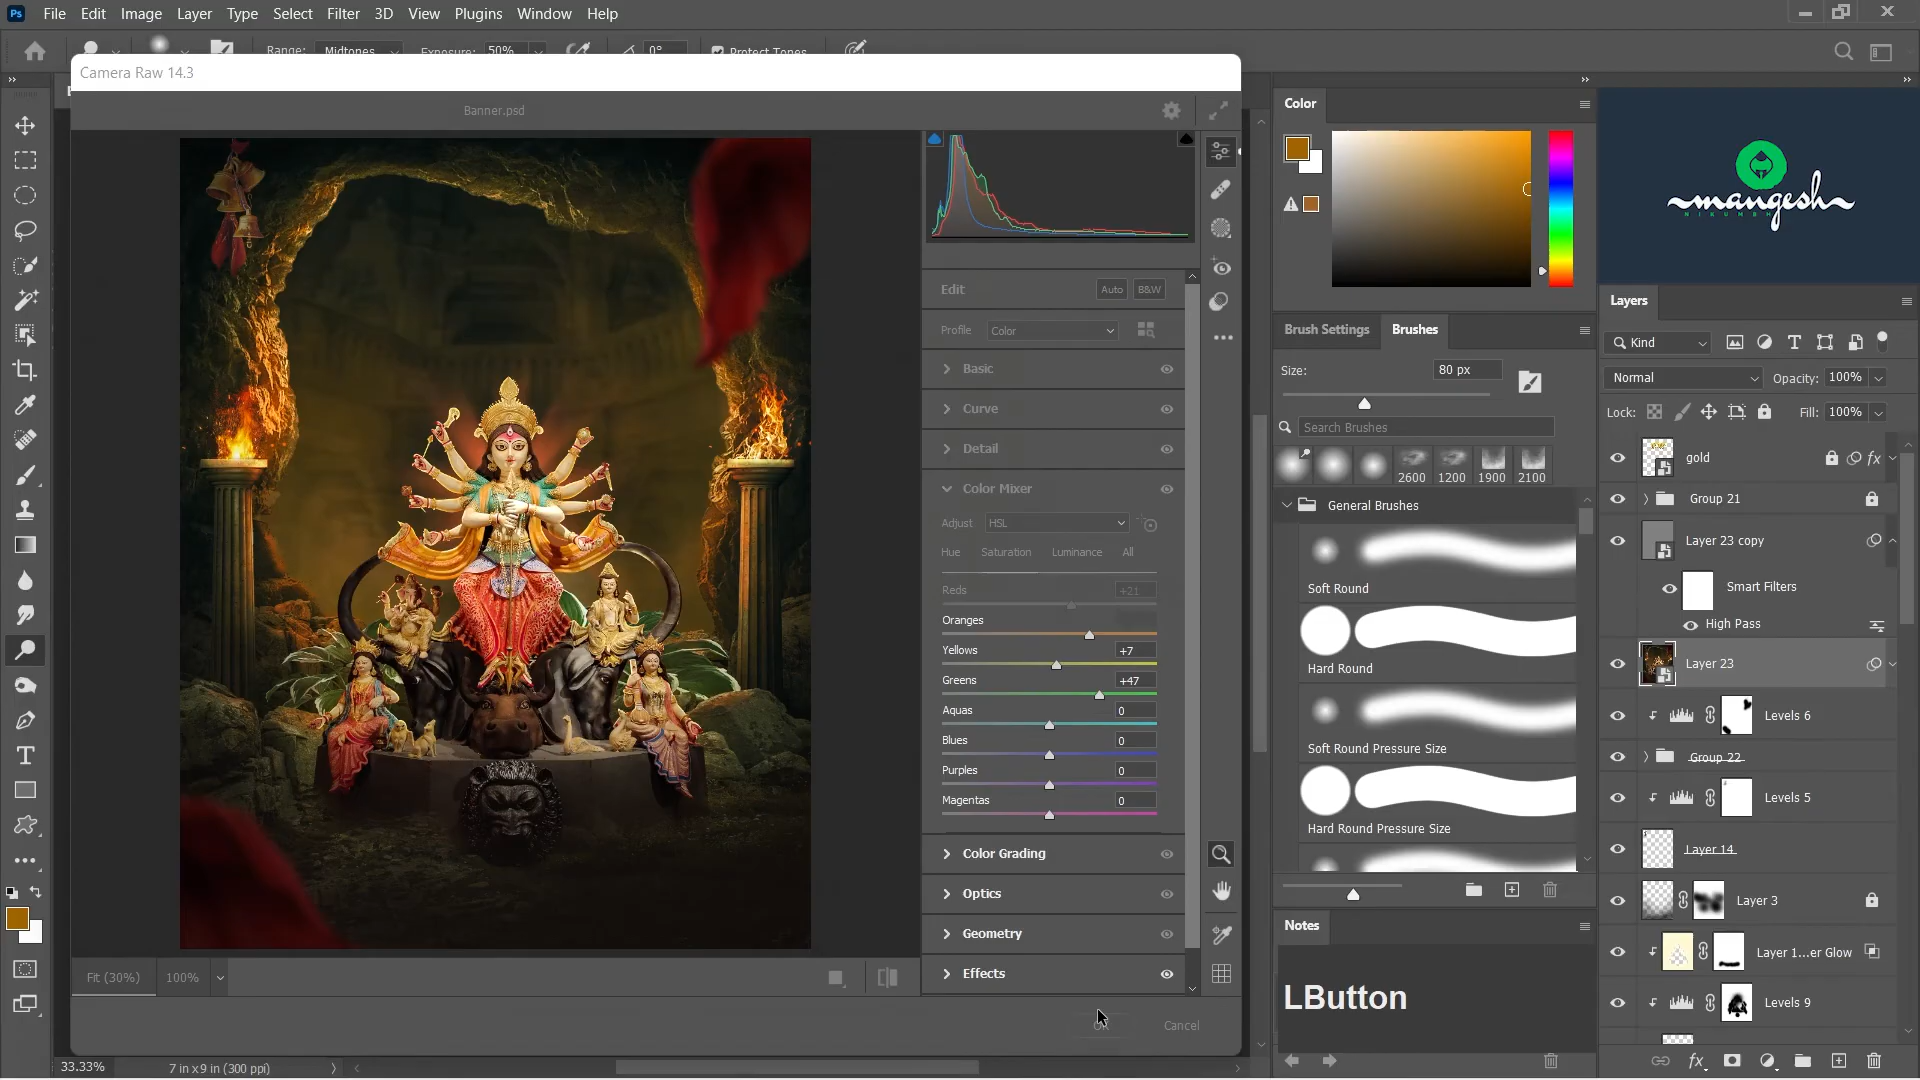 Ps File Edit Image Layer Type Select Filter 3D View Plugins Window Help
Range: Midtones Exposure: 50% 0° Protect Tones
Camera Raw 14.3
Banner.psd
Edit Auto B&W
Profile Color
Basic
Curve
Detail
Color Mixer
Adjust HSL
Hue Saturation Luminance All
Reds +21
Oranges
Yellows +7
Greens +47
Aquas 0
Blues 0
Purples 0
Magentas 0
Color Grading
Optics
Geometry
Effects
Fit (30%) 100%
OK Cancel
33.33% 7 in x 9 in (300 ppi)
Color
Brush Settings Brushes
Size: 80 px
Search Brushes
2600 1200 1900 2100
General Brushes
Soft Round
Hard Round
Soft Round Pressure Size
Hard Round Pressure Size
Notes
LButton
mangesh
NIKUMBH
Layers
Kind
Normal Opacity: 100%
Lock: Fill: 100%
gold fx
Group 21
Layer 23 copy
Smart Filters
High Pass
Layer 23
Levels 6
Group 22
Levels 5
Layer 14
Layer 3
Layer 1...er Glow
Levels 9
fx